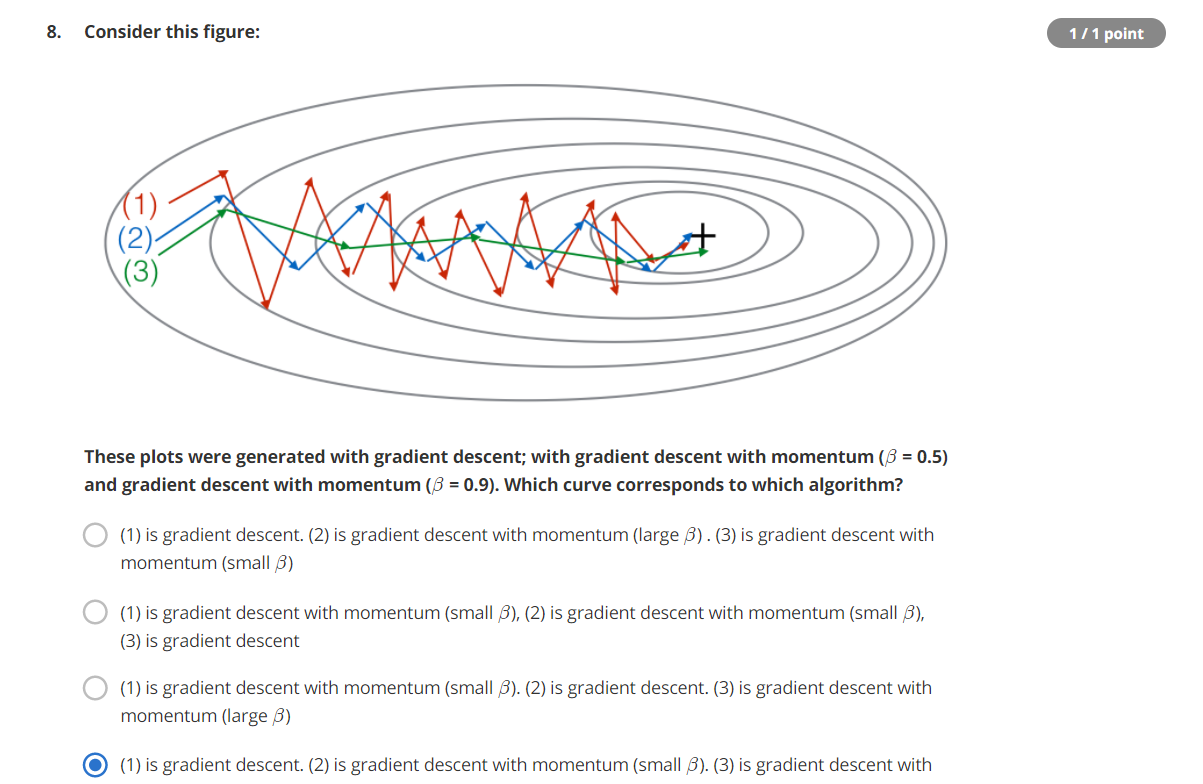 8. Consider this figure:
1 / 1 point
(1)
(2)
(3)
These plots were generated with gradient descent; with gradient descent with momentum (β = 0.5)
and gradient descent with momentum (β = 0.9). Which curve corresponds to which algorithm?
(1) is gradient descent. (2) is gradient descent with momentum (large β) . (3) is gradient descent with
momentum (small β)
(1) is gradient descent with momentum (small β), (2) is gradient descent with momentum (small β),
(3) is gradient descent
(1) is gradient descent with momentum (small β). (2) is gradient descent. (3) is gradient descent with
momentum (large β)
(1) is gradient descent. (2) is gradient descent with momentum (small β). (3) is gradient descent with